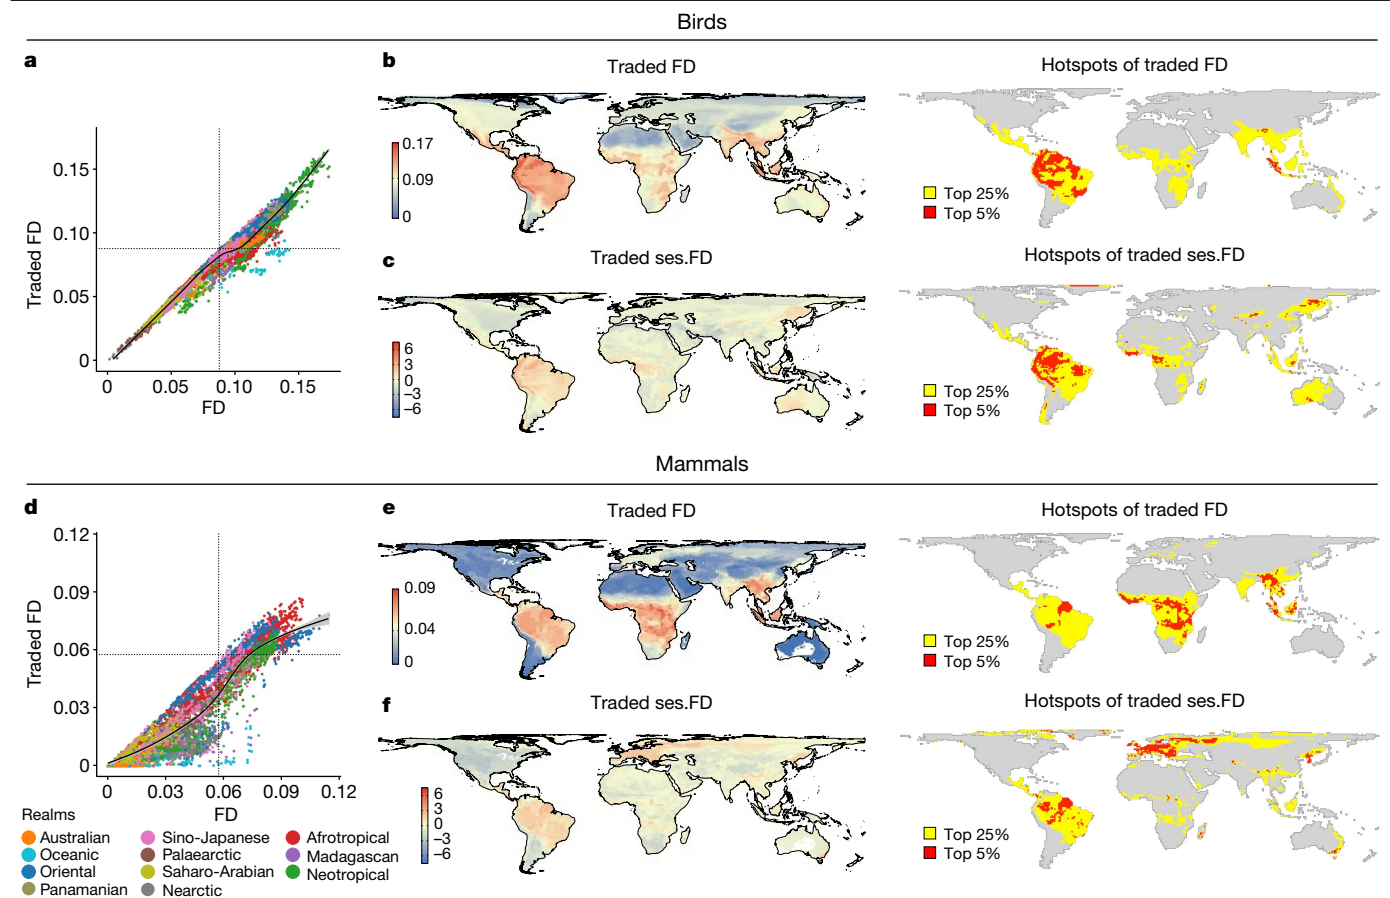 Birds
a
Traded FD
0.15
0.10
0.05
0
0
0.05
0.10
0.15
FD
b
Traded FD
0.17
0.09
0
Hotspots of traded FD
Top 25%
Top 5%
c
Traded ses.FD
6
3
0
−3
−6
Hotspots of traded ses.FD
Top 25%
Top 5%
Mammals
d
Traded FD
0.12
0.09
0.06
0.03
0
0
0.03
0.06
0.09
0.12
FD
Realms
Australian
Oceanic
Oriental
Panamanian
Sino-Japanese
Palaearctic
Saharo-Arabian
Nearctic
Afrotropical
Madagascan
Neotropical
e
Traded FD
0.09
0.04
0
Hotspots of traded FD
Top 25%
Top 5%
f
Traded ses.FD
6
3
0
−3
−6
Hotspots of traded ses.FD
Top 25%
Top 5%